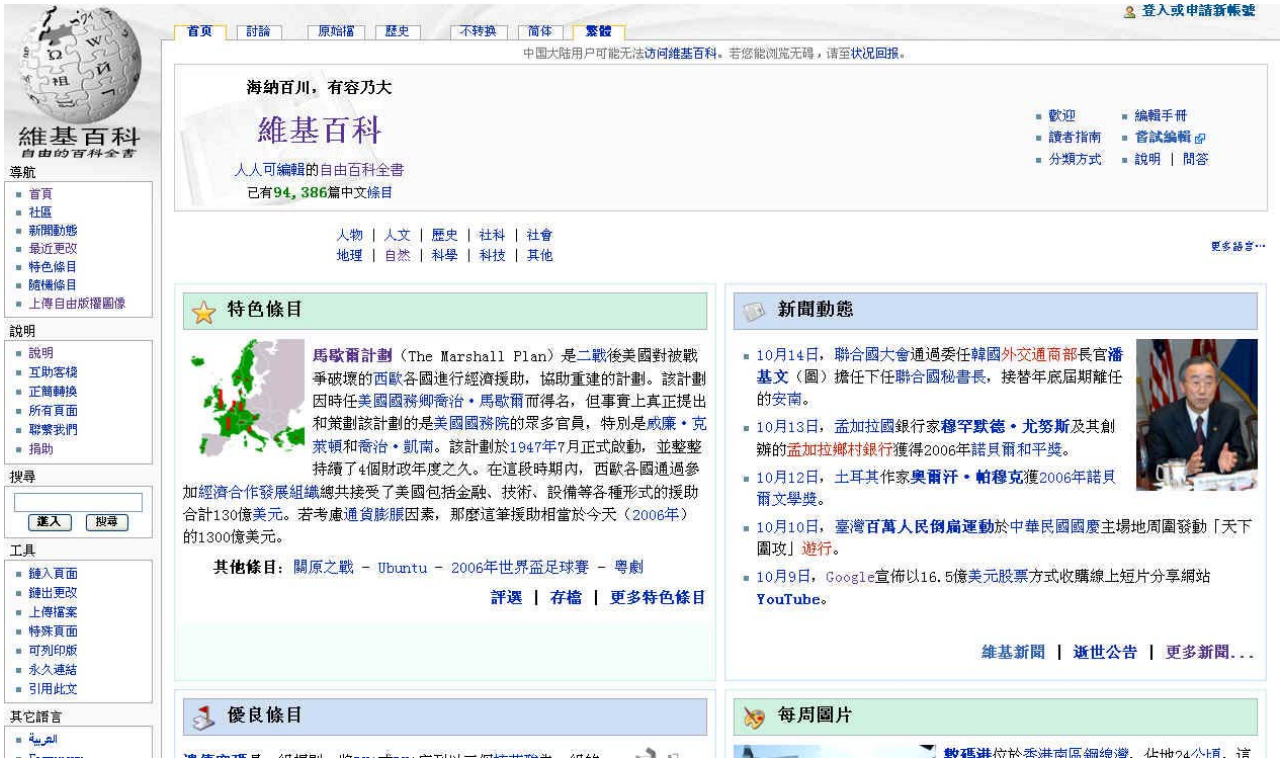 登入或申請新帳號
首页 討論 原始檔 歷史 不转换 简体 繁體
中国大陆用户可能无法访问維基百科。若您能浏览无碍，请至状况回报。
維基百科
自由的百科全書
海納百川，有容乃大
維基百科
人人可編輯的自由百科全書
已有94,386篇中文條目
歡迎
讀者指南
分類方式
編輯手冊
嘗試編輯
說明 | 問答
人物 | 人文 | 歷史 | 社科 | 社會
地理 | 自然 | 科學 | 科技 | 其他
更多語言…
導航
首頁
社區
新聞動態
最近更改
特色條目
隨機條目
上傳自由版權圖像
說明
說明
互助客棧
正簡轉換
所有頁面
聯繫我們
捐助
搜尋
進入 搜尋
工具
鏈入頁面
鏈出更改
上傳檔案
特殊頁面
可列印版
永久連結
引用此文
其它語言
العربية
特色條目
馬歇爾計劃（The Marshall Plan）是二戰後美國對被戰
爭破壞的西歐各國進行經濟援助，協助重建的計劃。該計劃
因時任美國國務卿喬治·馬歇爾而得名，但事實上真正提出
和策劃該計劃的是美國國務院的眾多官員，特別是威廉·克
萊頓和喬治·凱南。該計劃於1947年7月正式啟動，並整整
持續了4個財政年度之久。在這段時期內，西歐各國通過參
加經濟合作發展組織總共接受了美國包括金融、技術、設備等各種形式的援助
合計130億美元。若考慮通貨膨脹因素，那麼這筆援助相當於今天（2006年）
的1300億美元。
其他條目：關原之戰 - Ubuntu - 2006年世界盃足球賽 - 粵劇
評選 | 存檔 | 更多特色條目
新聞動態
10月14日，聯合國大會通過委任韓國外交通商部長官潘
基文（圖）擔任下任聯合國秘書長，接替年底屆期離任
的安南。
10月13日，孟加拉國銀行家穆罕默德·尤努斯及其創
辦的孟加拉鄉村銀行獲得2006年諾貝爾和平獎。
10月12日，土耳其作家奧爾汗·帕穆克獲2006年諾貝
爾文學獎。
10月10日，臺灣百萬人民倒扁運動於中華民國國慶主場地周圍發動「天下
圍攻」遊行。
10月9日，Google宣佈以16.5億美元股票方式收購線上短片分享網站
YouTube。
維基新聞 | 逝世公告 | 更多新聞...
優良條目
每周圖片
數碼港位於香港南區鋼線灣，佔地24公頃，這